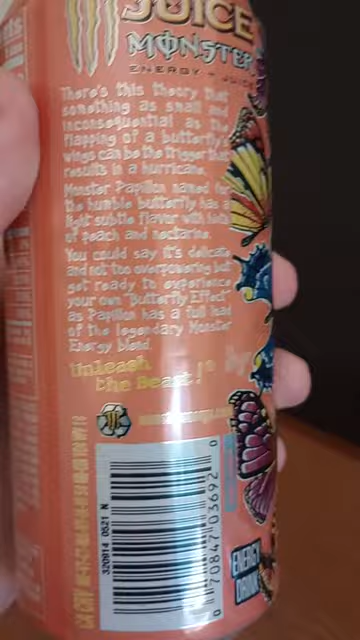 JUICE
MONSTER
ENERGY + JUICE
There's this theory that
something as small and
inconsequential as the
flapping of a butterfly's
wings can be the trigger that
results in a hurricane.
Monster Papillon named for
the humble butterfly has a
light subtle flavor with hints
of peach and nectarine.
You could say it's delicate
and not too overpowering but
get ready to experience
your own "Butterfly Effect"
as Papillon has a full load
of the legendary Monster
Energy blend.
Unleash
the Beast!®
320914 0521 N
0 70847 03692 0
ENERGY
DRINK